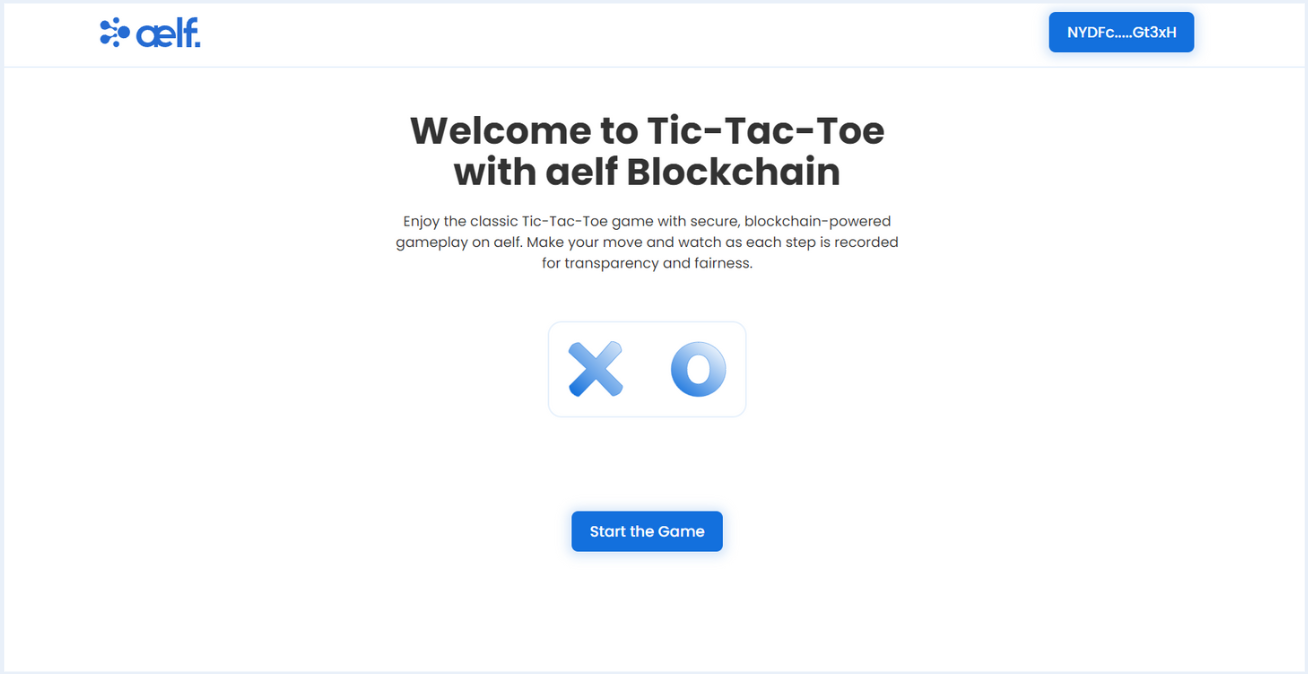 aelf.
NYDFc.....Gt3xH
Welcome to Tic-Tac-Toe
with aelf Blockchain
Enjoy the classic Tic-Tac-Toe game with secure, blockchain-powered
gameplay on aelf. Make your move and watch as each step is recorded
for transparency and fairness.
X O
Start the Game